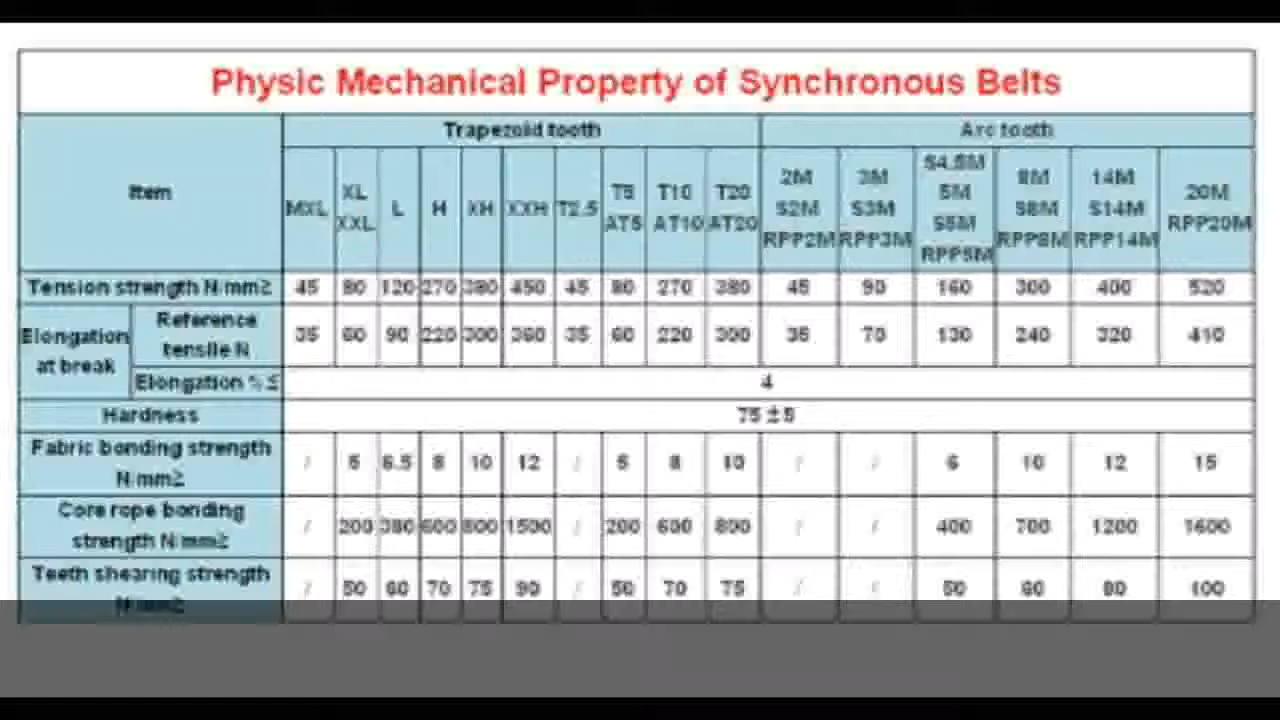 Physic Mechanical Property of Synchronous Belts
Item
Trapezoid tooth
Arc tooth
MXL
XL
XXL
L
H
XH
XXH
T2.5
T5
AT5
T10
AT10
T20
AT20
2M
S2M
RPP2M
3M
S3M
RPP3M
S4.5M
5M
S5M
RPP5M
8M
S8M
RPP8M
14M
S14M
RPP14M
20M
RPP20M
Tension strength N/mm≥ 45 80 120 270 380 450 45 80 270 380 45 90 160 300 400 520
Elongation
at break
Reference
tensile N
35 60 90 220 300 360 35 60 220 300 35 70 130 240 320 410
Elongation % ≤ 4
Hardness 75±5
Fabric bonding strength
N/mm≥
/ 5 6.5 8 10 12 / 5 8 10 / / 6 10 12 15
Core rope bonding
strength N/mm≥
/ 200 380 600 800 1500 / 200 600 800 / / 400 700 1200 1600
Teeth shearing strength
N/mm≥
/ 50 60 70 75 90 / 50 70 75 / / 50 60 80 100